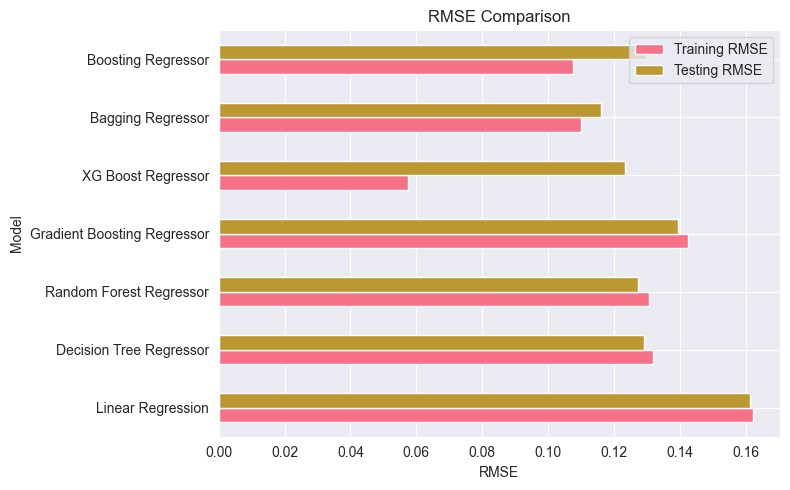 RMSE Comparison
Training RMSE
Testing RMSE
Boosting Regressor
Bagging Regressor
XG Boost Regressor
Gradient Boosting Regressor
Random Forest Regressor
Decision Tree Regressor
Linear Regression
Model
0.00 0.02 0.04 0.06 0.08 0.10 0.12 0.14 0.16
RMSE